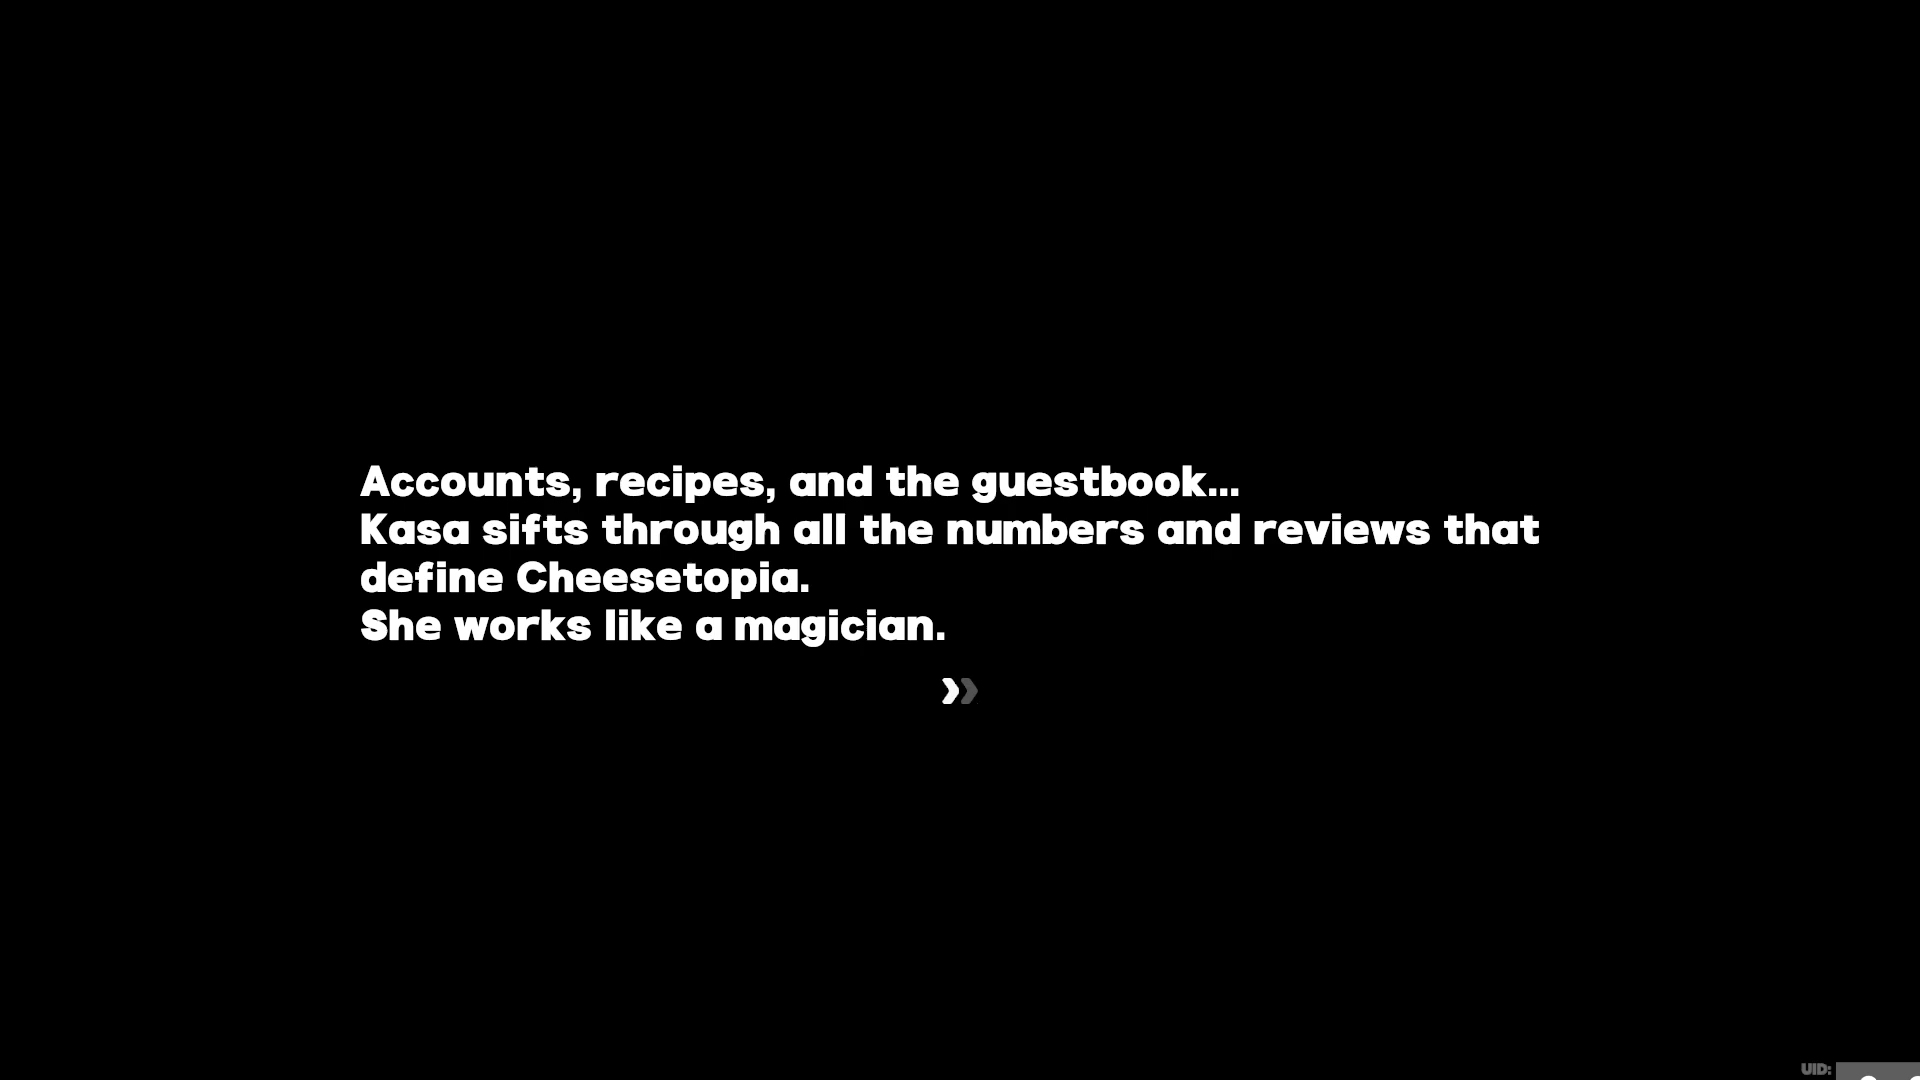 Accounts, recipes, and the guestbook...
Kasa sifts through all the numbers and reviews that
define Cheesetopia.
She works like a magician.
UID: